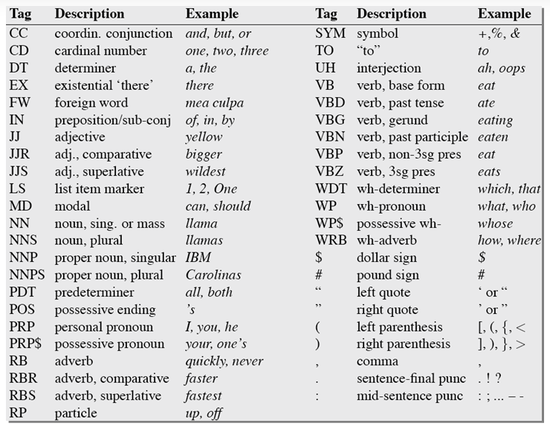 Tag Description Example Tag Description Example
CC coordin. conjunction and, but, or SYM symbol +,%, &
CD cardinal number one, two, three TO “to” to
DT determiner a, the UH interjection ah, oops
EX existential ‘there’ there VB verb, base form eat
FW foreign word mea culpa VBD verb, past tense ate
IN preposition/sub-conj of, in, by VBG verb, gerund eating
JJ adjective yellow VBN verb, past participle eaten
JJR adj., comparative bigger VBP verb, non-3sg pres eat
JJS adj., superlative wildest VBZ verb, 3sg pres eats
LS list item marker 1, 2, One WDT wh-determiner which, that
MD modal can, should WP wh-pronoun what, who
NN noun, sing. or mass llama WP$ possessive wh- whose
NNS noun, plural llamas WRB wh-adverb how, where
NNP proper noun, singular IBM $ dollar sign $
NNPS proper noun, plural Carolinas # pound sign #
PDT predeterminer all, both “ left quote ‘ or “
POS possessive ending ’s ” right quote ’ or ”
PRP personal pronoun I, you, he ( left parenthesis [, (, {, <
PRP$ possessive pronoun your, one’s ) right parenthesis ], ), }, >
RB adverb quickly, never , comma ,
RBR adverb, comparative faster . sentence-final punc . ! ?
RBS adverb, superlative fastest : mid-sentence punc : ; ... – -
RP particle up, off